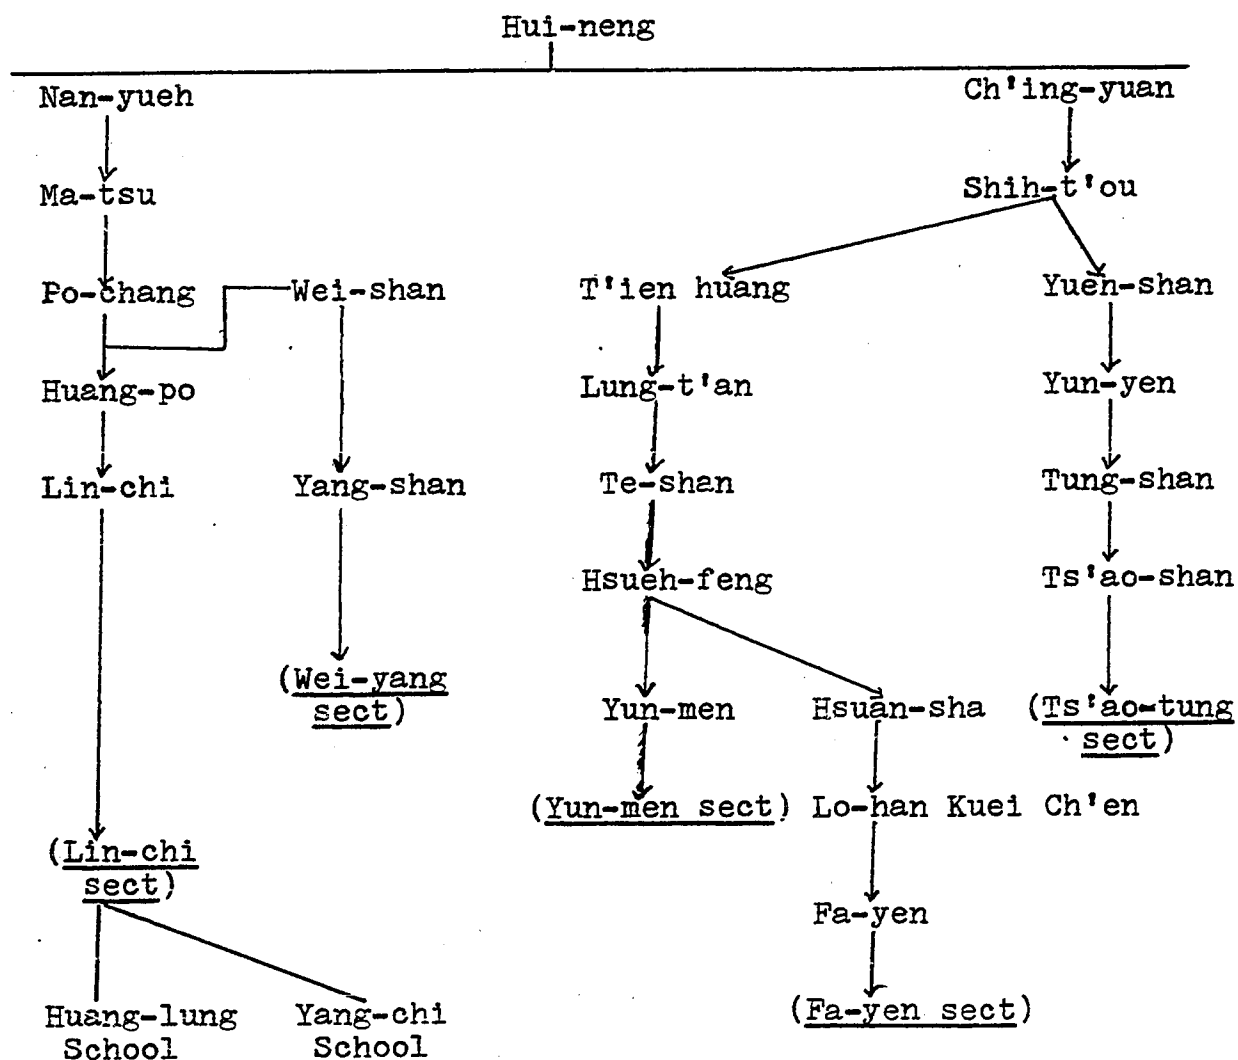 Hui-neng
Nan-yueh
Ch'ing-yuan
Ma-tsu
Shih-t'ou
Po-chang
Wei-shan
T'ien huang
Yuen-shan
Huang-po
Lung-t'an
Yun-yen
Lin-chi
Yang-shan
Te-shan
Tung-shan
Hsueh-feng
Ts'ao-shan
(Wei-yang
sect)
Yun-men
Hsuan-sha
(Ts'ao-tung
sect)
(Yun-men sect)
Lo-han Kuei Ch'en
(Lin-chi
sect)
Fa-yen
(Fa-yen sect)
Huang-lung
School
Yang-chi
School